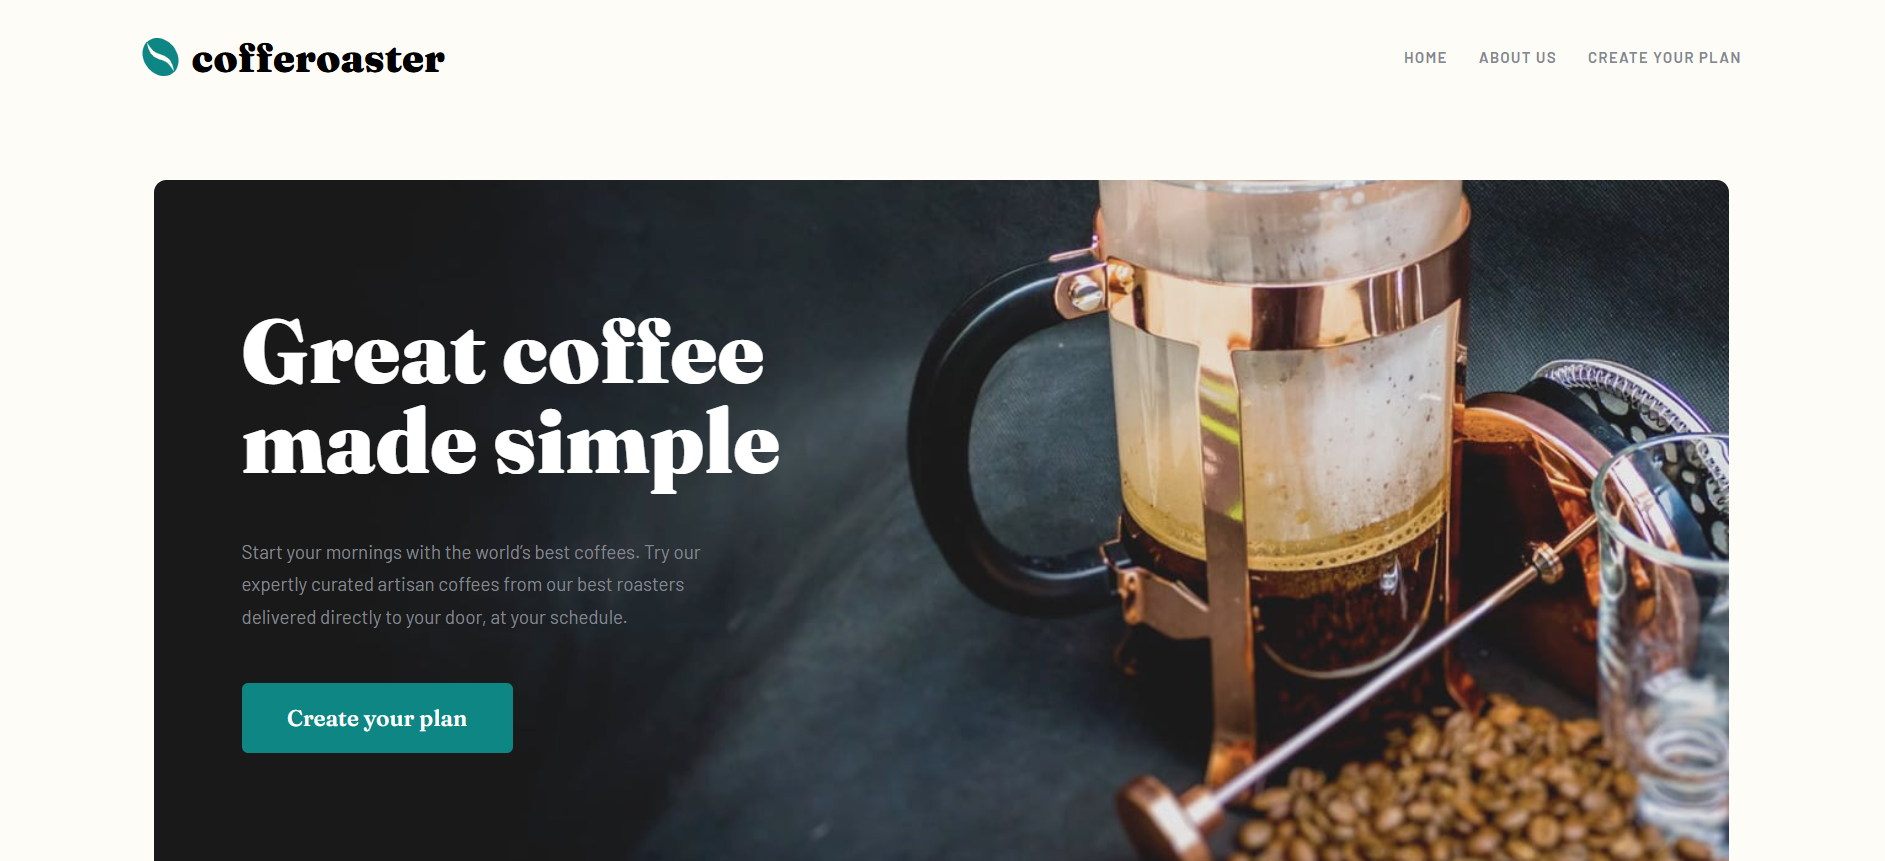 cofferoaster
HOME ABOUT US CREATE YOUR PLAN
Great coffee
made simple
Start your mornings with the world's best coffees. Try our
expertly curated artisan coffees from our best roasters
delivered directly to your door, at your schedule.
Create your plan